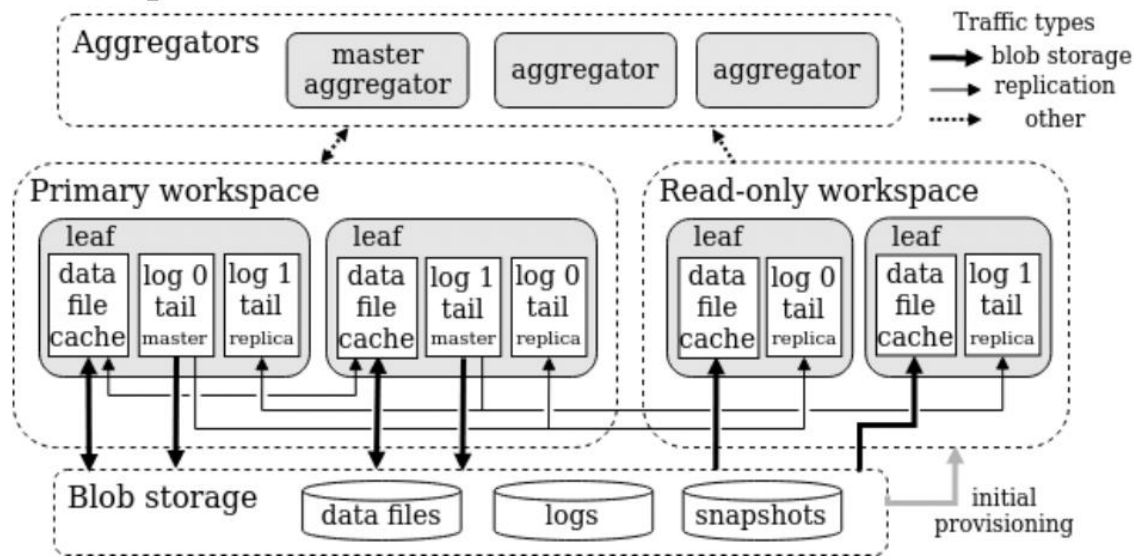 Aggregators
master
aggregator
aggregator
aggregator
Traffic types
blob storage
replication
other
Primary workspace
leaf
data
file
cache
log 0
tail
master
log 1
tail
replica
leaf
data
file
cache
log 1
tail
master
log 0
tail
replica
Read-only workspace
leaf
data
file
cache
log 0
tail
replica
leaf
data
file
cache
log 1
tail
replica
Blob storage
data files
logs
snapshots
initial
provisioning